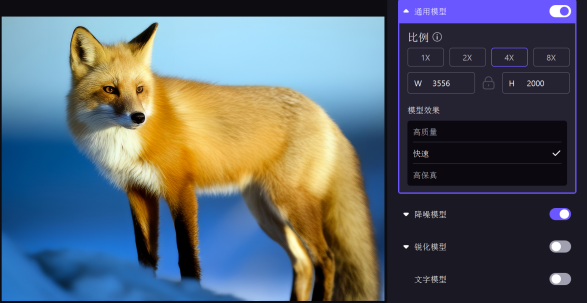 通用模型
比例
1X 2X 4X 8X
W 3556 H 2000
模型效果
高质量
快速
高保真
降噪模型
锐化模型
文字模型